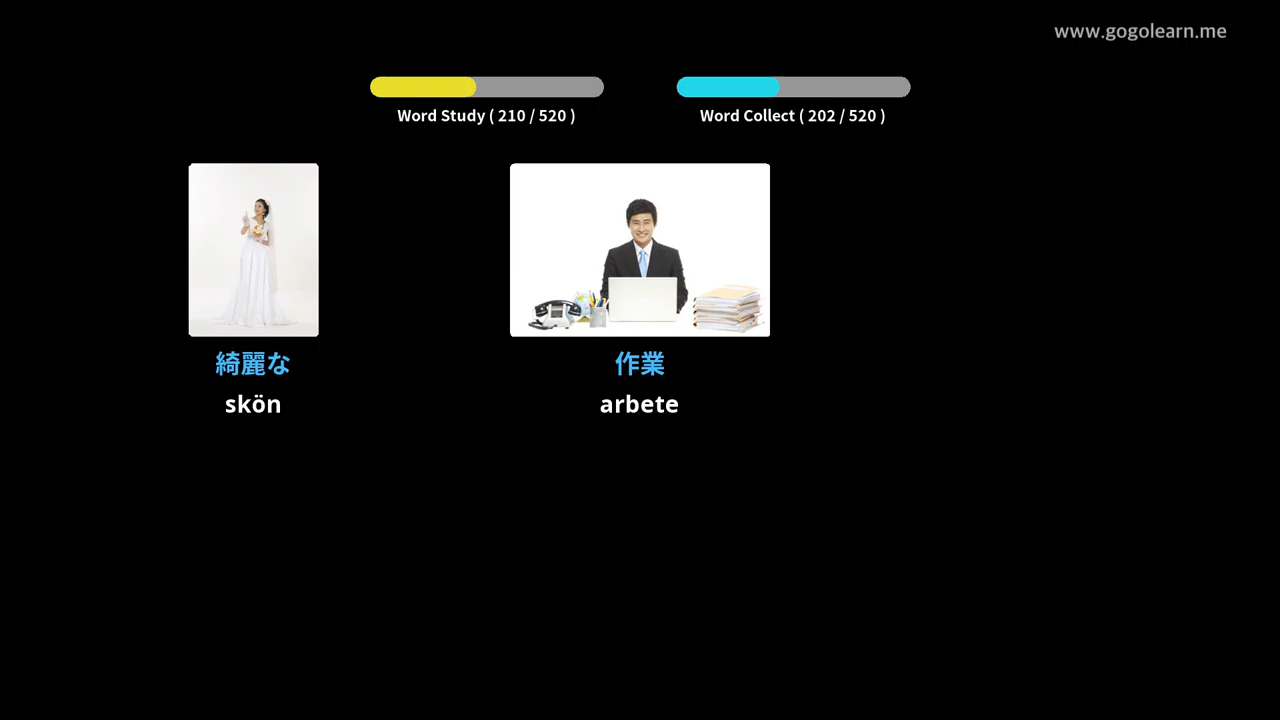 www.gogolearn.me
Word Study ( 210 / 520 )
Word Collect ( 202 / 520 )
綺麗な
skön
作業
arbete